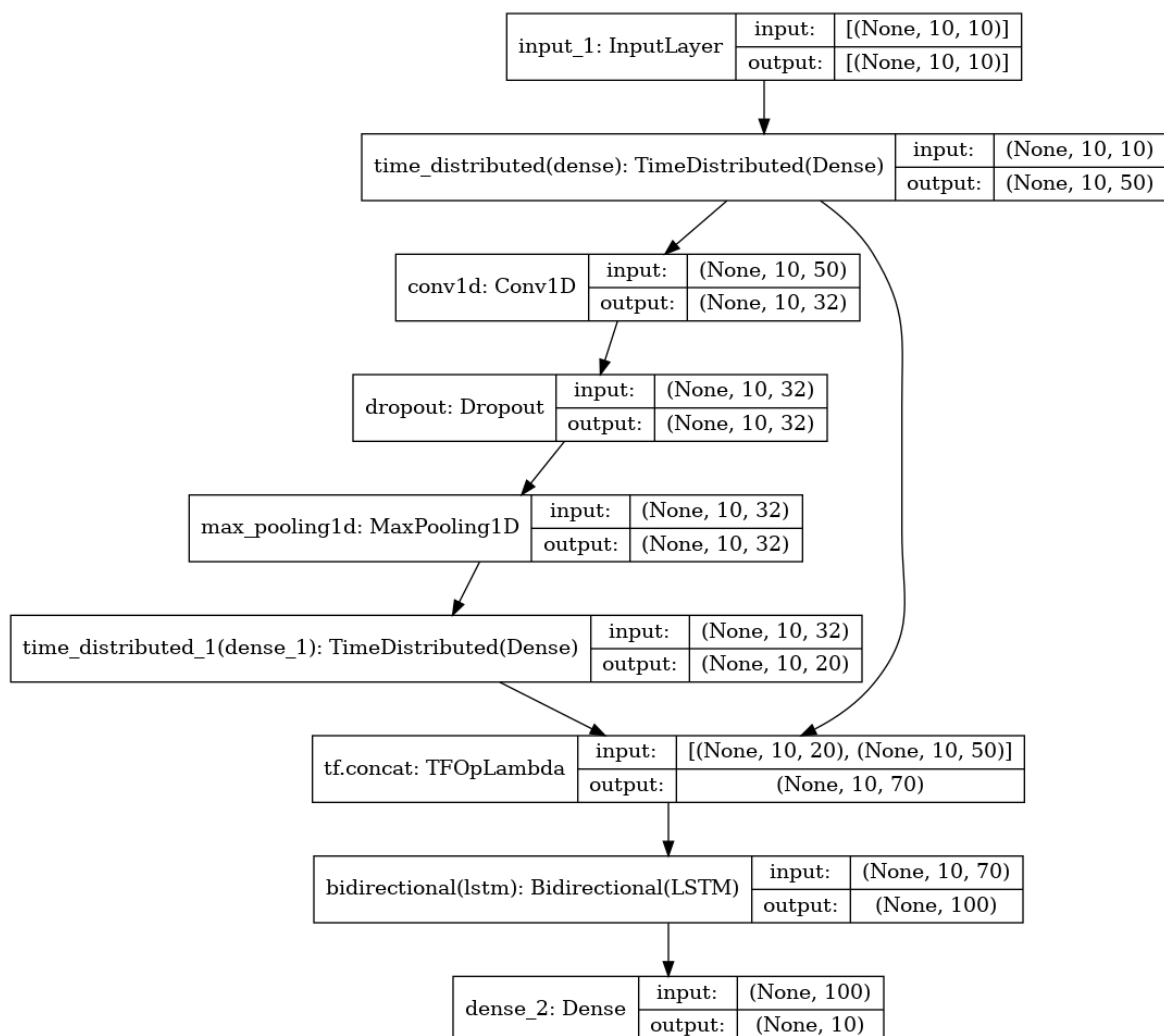 input_1: InputLayer
input: [(None, 10, 10)]
output: [(None, 10, 10)]
time_distributed(dense): TimeDistributed(Dense)
input: (None, 10, 10)
output: (None, 10, 50)
conv1d: Conv1D
input: (None, 10, 50)
output: (None, 10, 32)
dropout: Dropout
input: (None, 10, 32)
output: (None, 10, 32)
max_pooling1d: MaxPooling1D
input: (None, 10, 32)
output: (None, 10, 32)
time_distributed_1(dense_1): TimeDistributed(Dense)
input: (None, 10, 32)
output: (None, 10, 20)
tf.concat: TFOpLambda
input: [(None, 10, 20), (None, 10, 50)]
output: (None, 10, 70)
bidirectional(lstm): Bidirectional(LSTM)
input: (None, 10, 70)
output: (None, 100)
dense_2: Dense
input: (None, 100)
output: (None, 10)